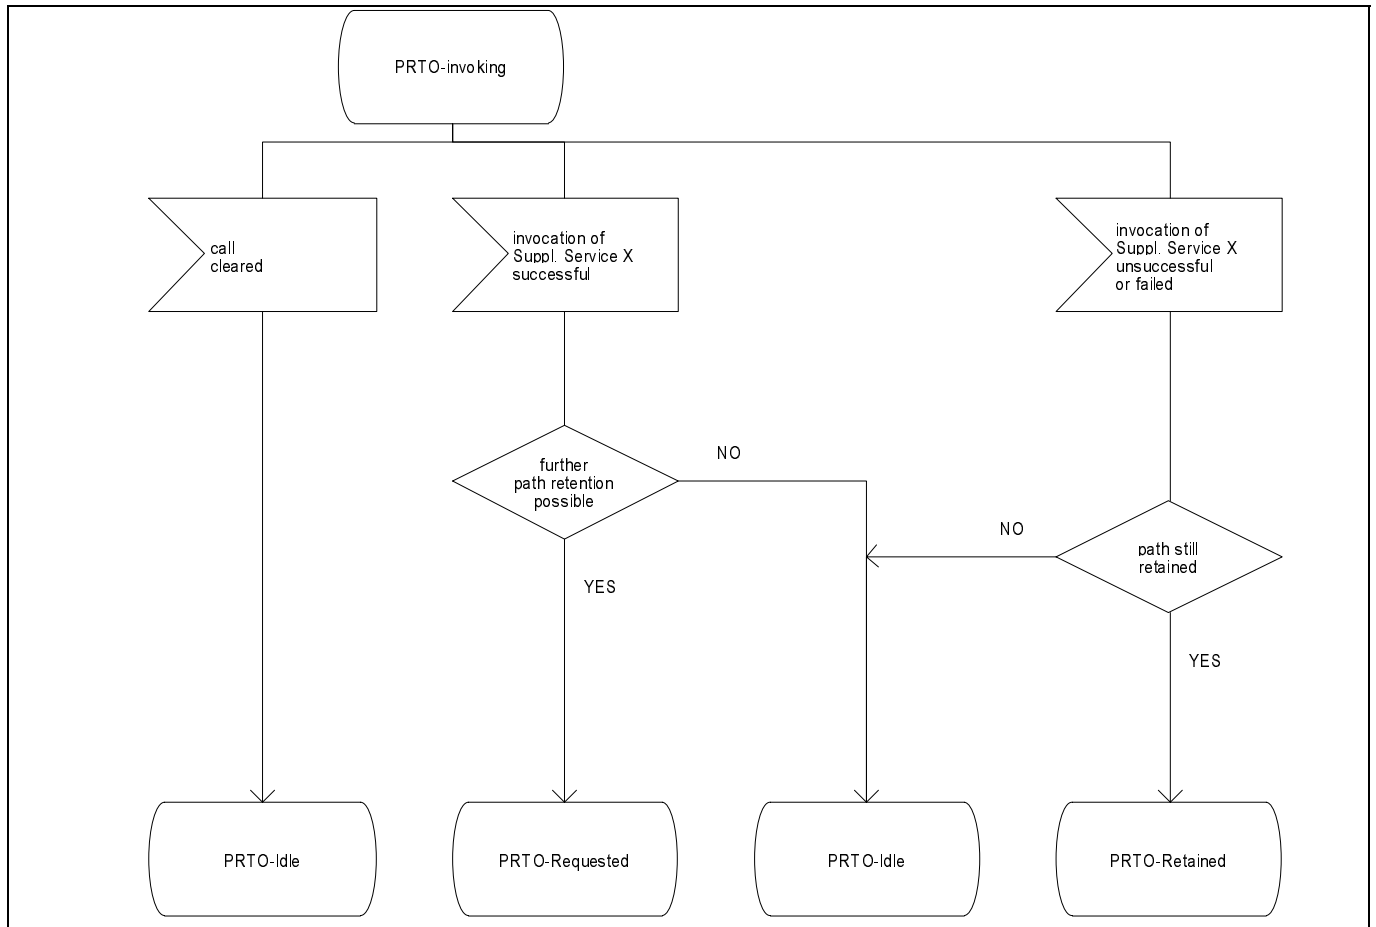 PRTO-invoking
call
cleared
invocation of
Suppl. Service X
successful
invocation of
Suppl. Service X
unsuccessful
or failed
further
path retention
possible
NO
YES
NO
path still
retained
YES
PRTO-Idle
PRTO-Requested
PRTO-Idle
PRTO-Retained